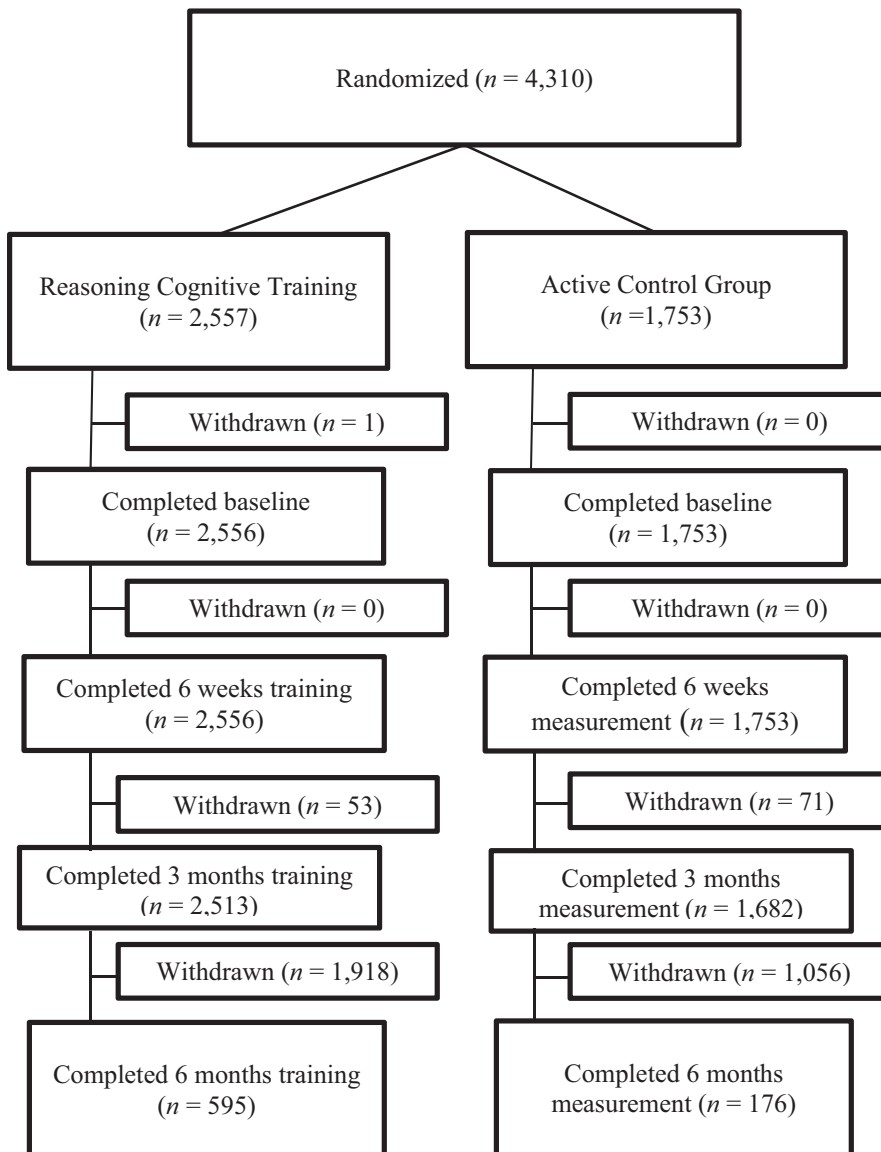 Randomized (n = 4,310)
Reasoning Cognitive Training
(n = 2,557)
Active Control Group
(n =1,753)
Withdrawn (n = 1)
Withdrawn (n = 0)
Completed baseline
(n = 2,556)
Completed baseline
(n = 1,753)
Withdrawn (n = 0)
Withdrawn (n = 0)
Completed 6 weeks training
(n = 2,556)
Completed 6 weeks
measurement (n = 1,753)
Withdrawn (n = 53)
Withdrawn (n = 71)
Completed 3 months training
(n = 2,513)
Completed 3 months
measurement (n = 1,682)
Withdrawn (n = 1,918)
Withdrawn (n = 1,056)
Completed 6 months training
(n = 595)
Completed 6 months
measurement (n = 176)